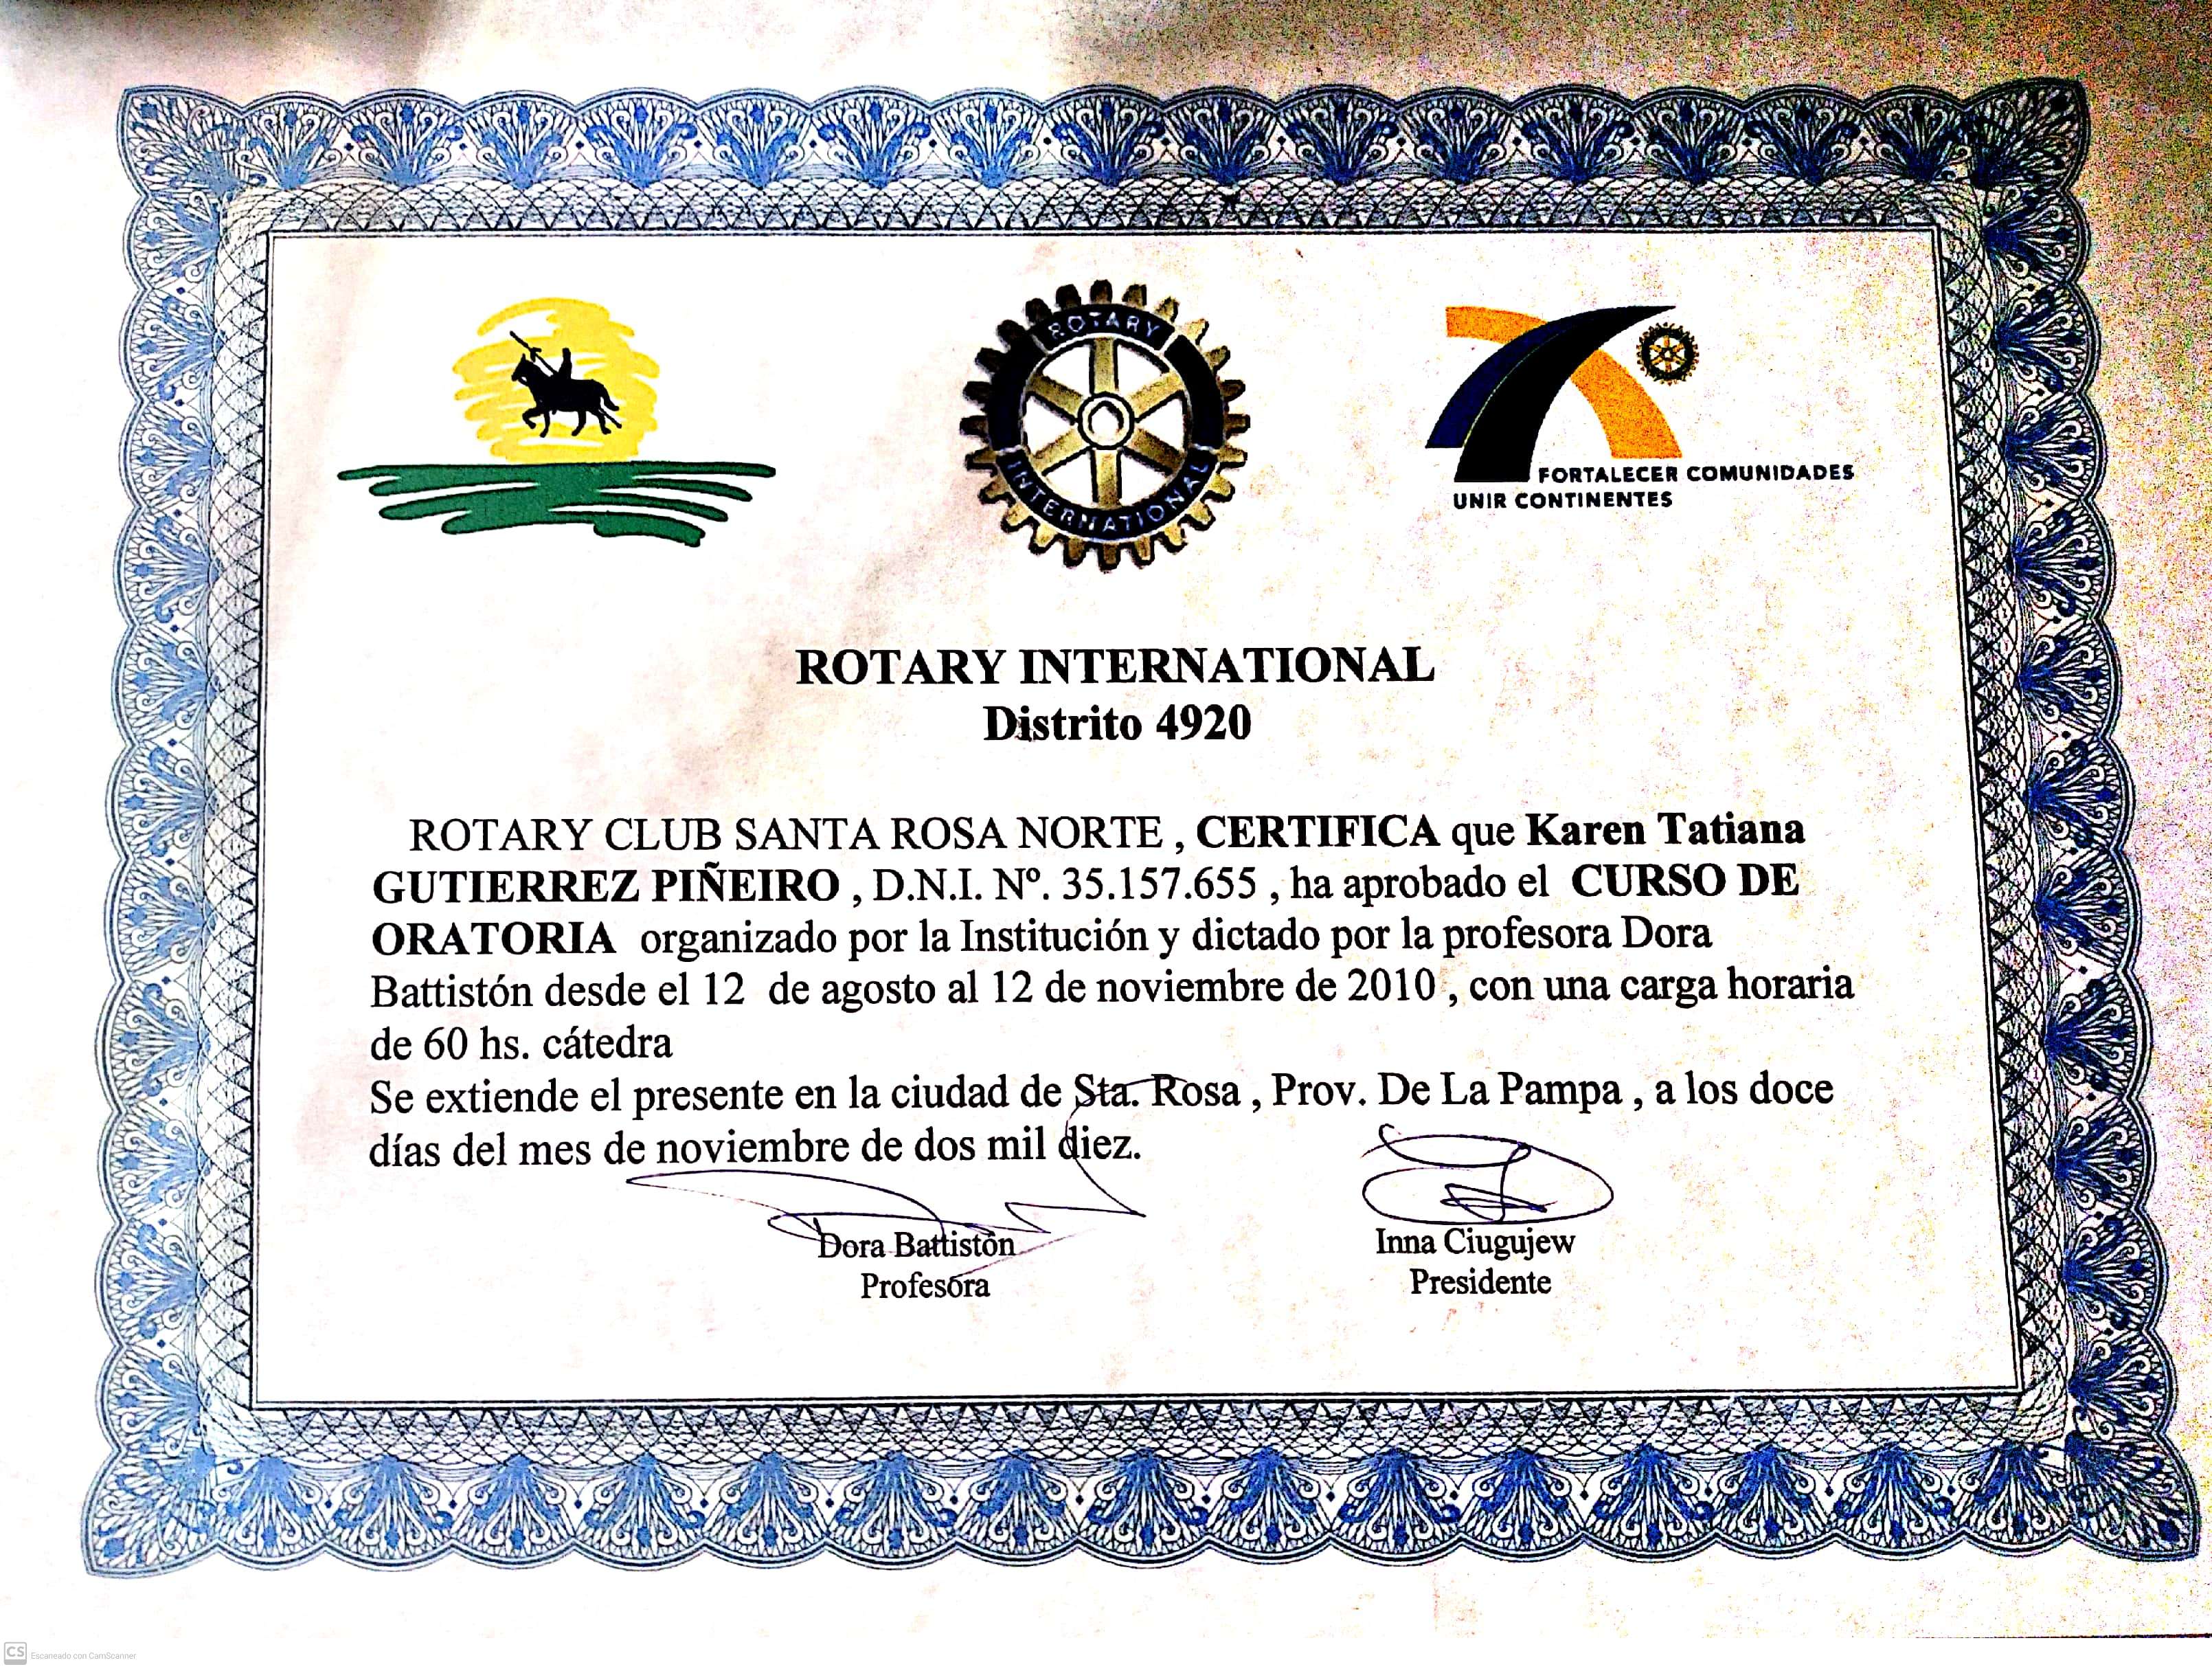 ROTARY
INTERNATIONAL
FORTALECER COMUNIDADES
UNIR CONTINENTES
ROTARY INTERNATIONAL
Distrito 4920
ROTARY CLUB SANTA ROSA NORTE , CERTIFICA que Karen Tatiana
GUTIERREZ PIÑEIRO , D.N.I. Nº. 35.157.655 , ha aprobado el CURSO DE
ORATORIA organizado por la Institución y dictado por la profesora Dora
Battistón desde el 12 de agosto al 12 de noviembre de 2010 , con una carga horaria
de 60 hs. cátedra
Se extiende el presente en la ciudad de Sta. Rosa , Prov. De La Pampa , a los doce
días del mes de noviembre de dos mil diez.
Dora Battistón
Profesora
Inna Ciugujew
Presidente
CS Escaneado con CamScanner